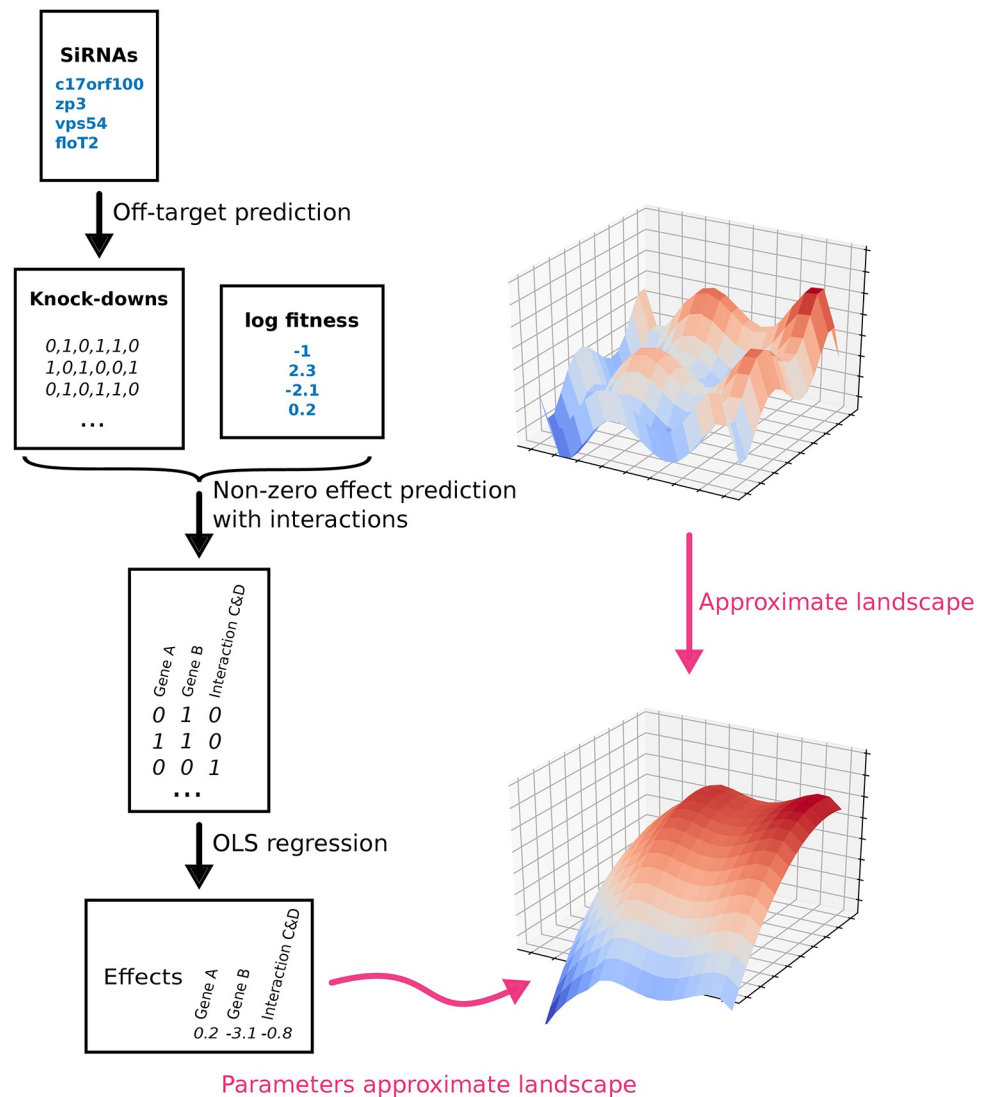 SiRNAs
c17orf100
zp3
vps54
floT2
Off-target prediction
Knock-downs
0,1,0,1,1,0
1,0,1,0,0,1
0,1,0,1,1,0
...
log fitness
-1
2.3
-2.1
0.2
Non-zero effect prediction
with interactions
Gene A
Gene B
Interaction C&D
0 1 0
1 1 0
0 0 1
...
OLS regression
Effects
Gene A
Gene B
Interaction C&D
0.2 -3.1 -0.8
Approximate landscape
Parameters approximate landscape